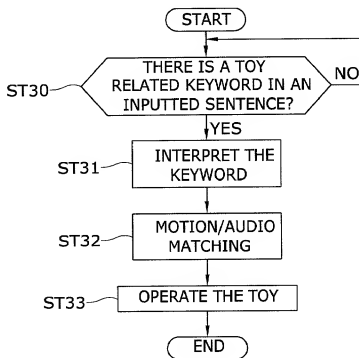 START
THERE IS A TOY
RELATED KEYWORD IN AN
INPUTTED SENTENCE?
NO
ST30
YES
INTERPRET THE
KEYWORD
ST31
MOTION/AUDIO
MATCHING
ST32
OPERATE THE TOY
ST33
END